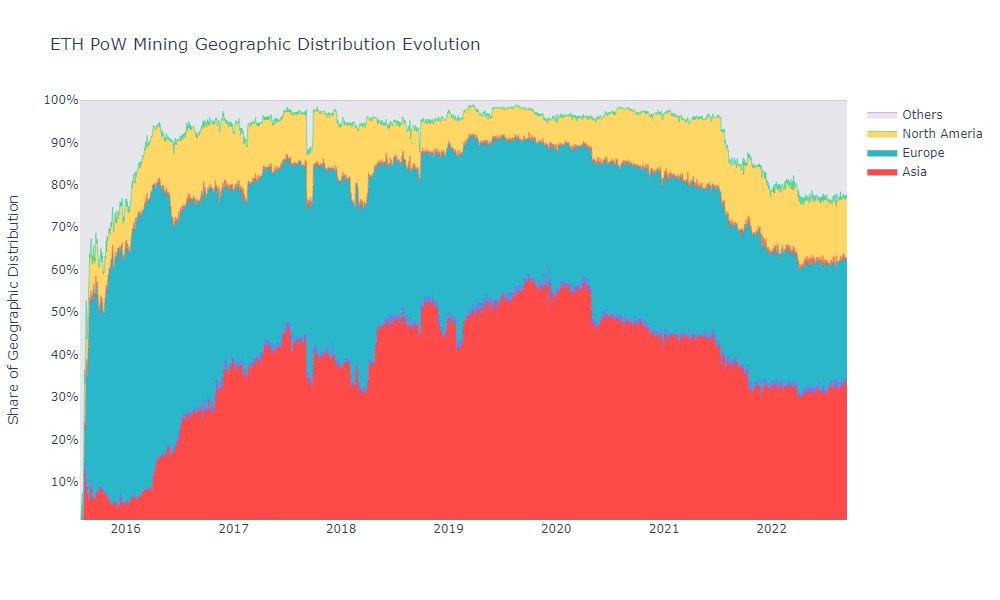 ETH PoW Mining Geographic Distribution Evolution
Share of Geographic Distribution
100%
90%
80%
70%
60%
50%
40%
30%
20%
10%
2016
2017
2018
2019
2020
2021
2022
Others
North Ameria
Europe
Asia